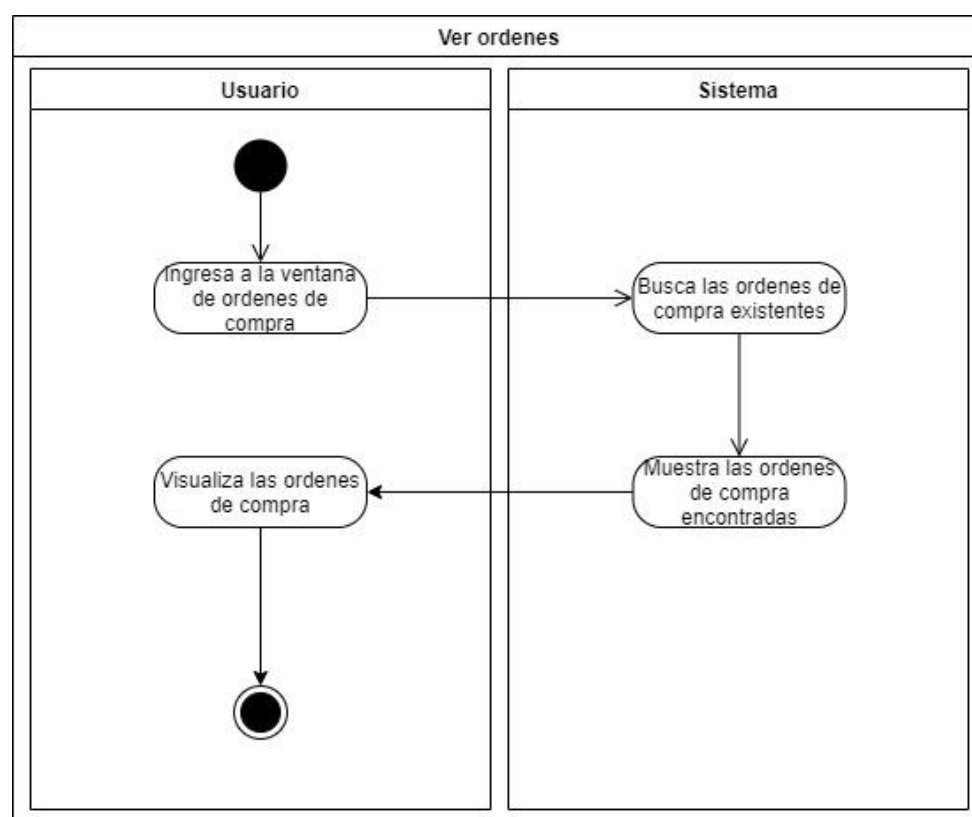 Ver ordenes
Usuario
Sistema
Ingresa a la ventana
de ordenes de
compra
Busca las ordenes de
compra existentes
Muestra las ordenes
de compra
encontradas
Visualiza las ordenes
de compra